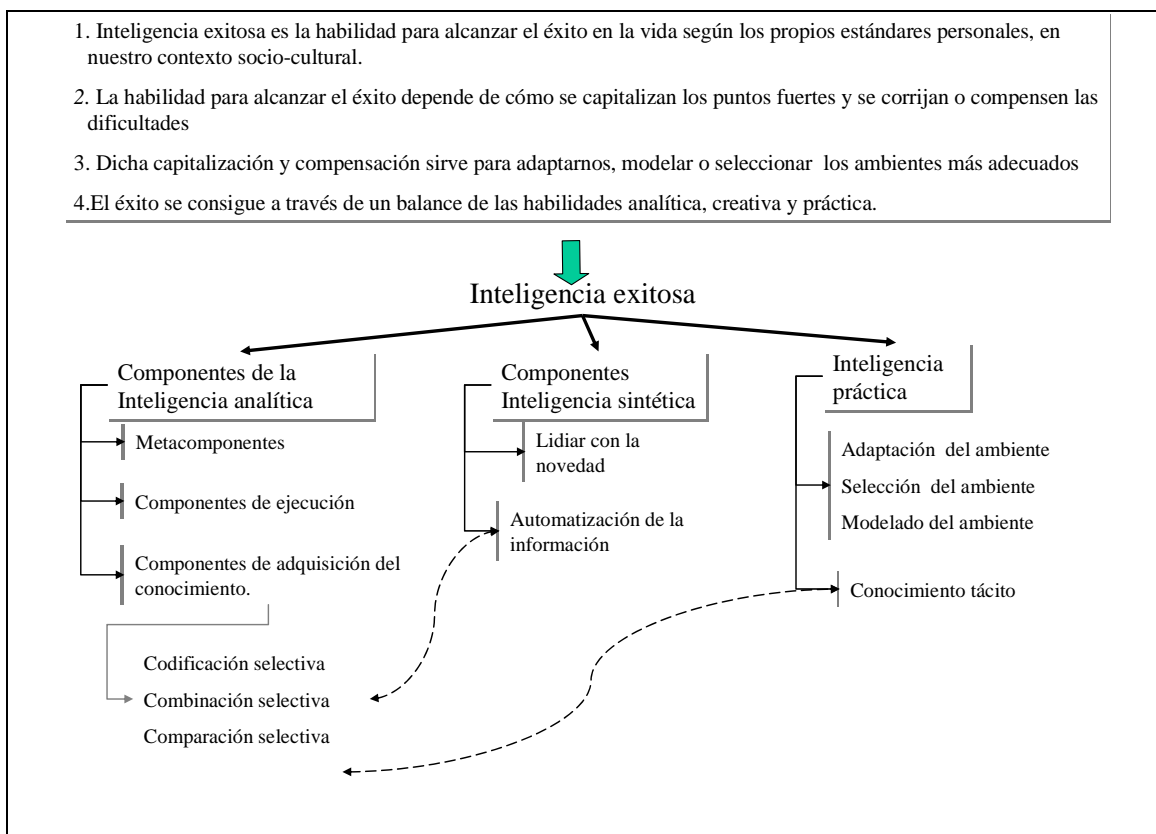 1. Inteligencia exitosa es la habilidad para alcanzar el éxito en la vida según los propios estándares personales, en
nuestro contexto socio-cultural.
2. La habilidad para alcanzar el éxito depende de cómo se capitalizan los puntos fuertes y se corrijan o compensen las
dificultades
3. Dicha capitalización y compensación sirve para adaptarnos, modelar o seleccionar los ambientes más adecuados
4.El éxito se consigue a través de un balance de las habilidades analítica, creativa y práctica.
Inteligencia exitosa
Componentes de la
Inteligencia analítica
Metacomponentes
Componentes de ejecución
Componentes de adquisición del
conocimiento.
Codificación selectiva
Combinación selectiva
Comparación selectiva
Componentes
Inteligencia sintética
Lidiar con la
novedad
Automatización de la
información
Inteligencia
práctica
Adaptación del ambiente
Selección del ambiente
Modelado del ambiente
Conocimiento tácito